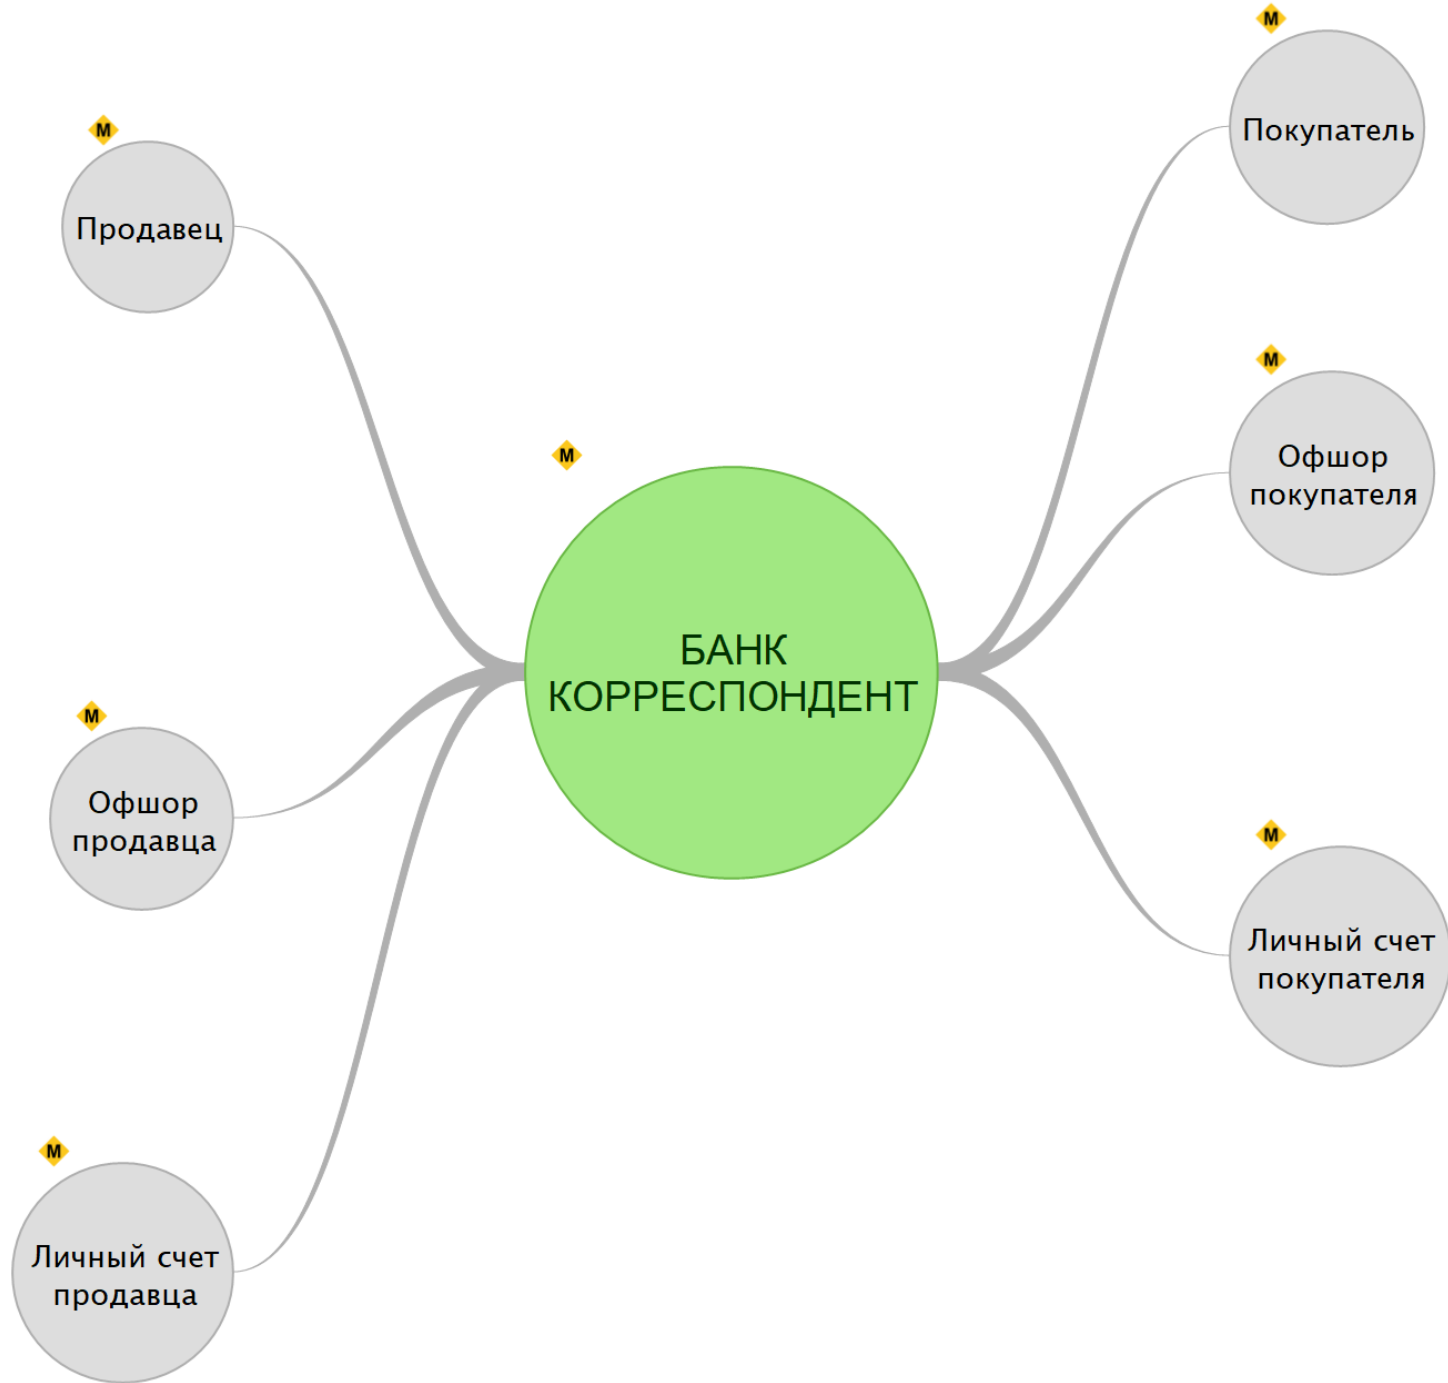 М
Продавец
М
Офшор
продавца
М
Личный счет
продавца
М
БАНК
КОРРЕСПОНДЕНТ
М
Покупатель
М
Офшор
покупателя
М
Личный счет
покупателя